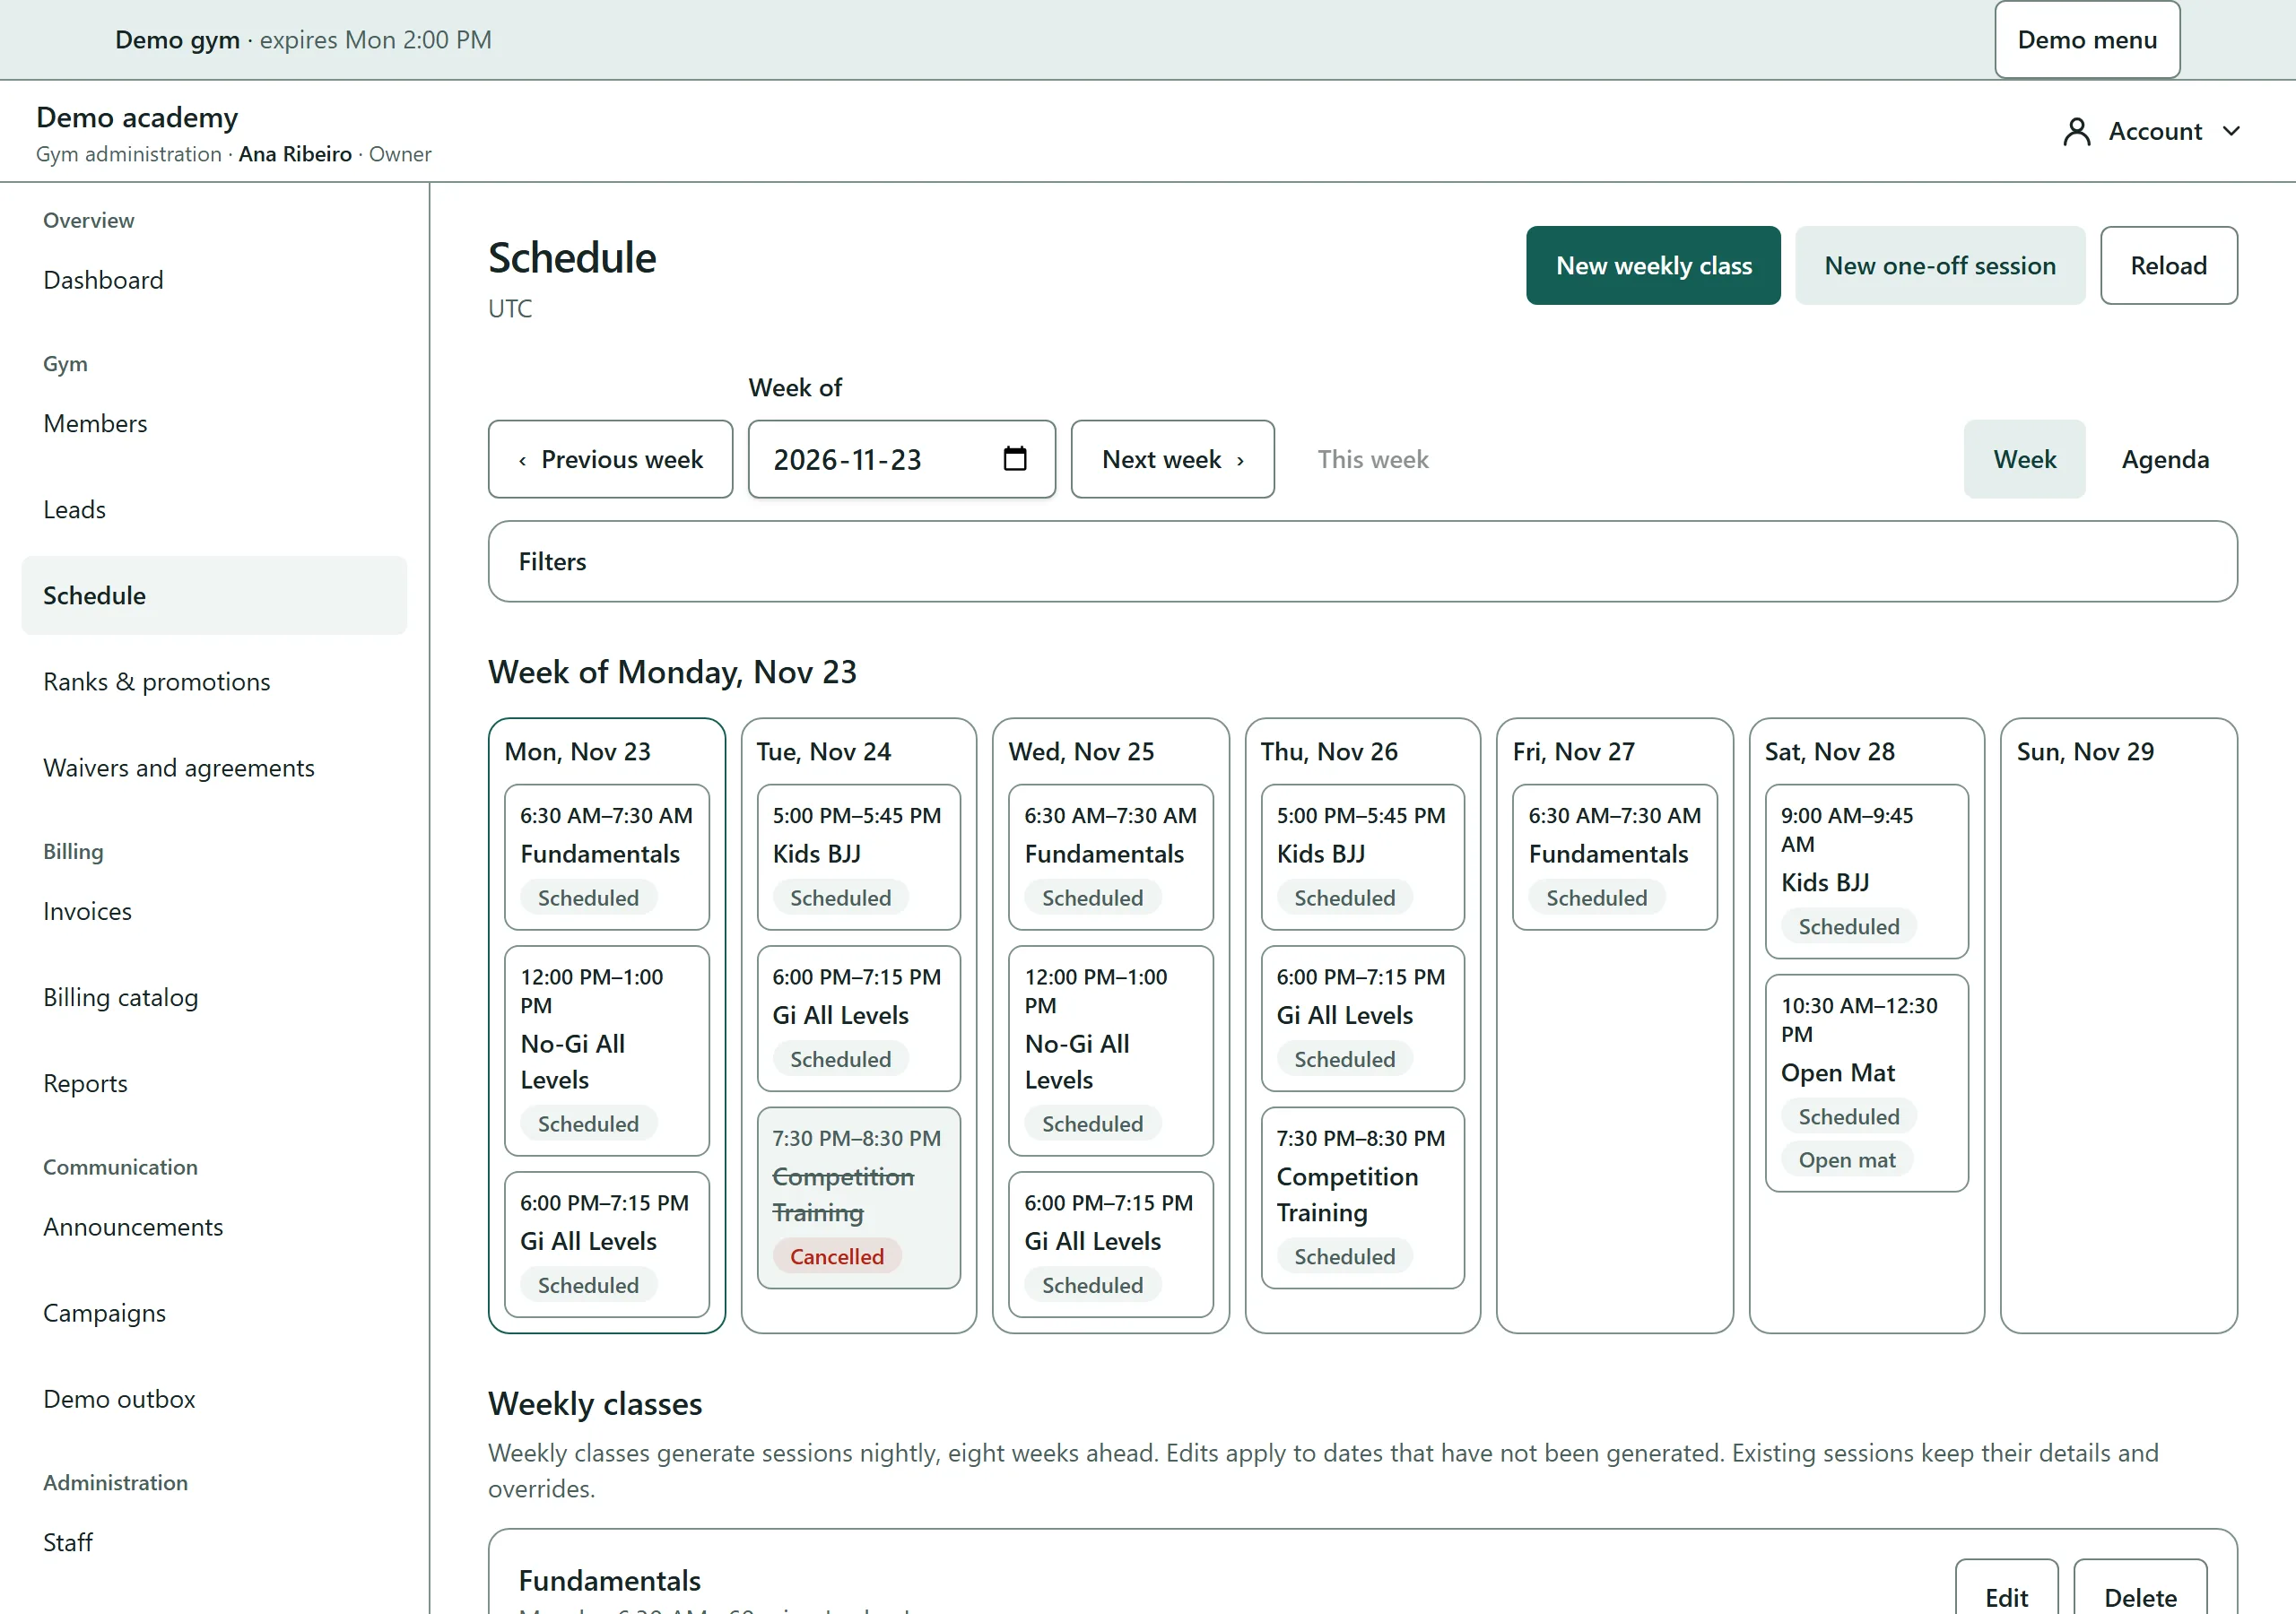 Demo gym · expires Mon 2:00 PM
Demo menu
Demo academy
Gym administration · Ana Ribeiro · Owner
Account
Overview
Dashboard
Gym
Members
Leads
Schedule
Ranks & promotions
Waivers and agreements
Billing
Invoices
Billing catalog
Reports
Communication
Announcements
Campaigns
Demo outbox
Administration
Staff
Schedule
UTC
New weekly class
New one-off session
Reload
Week of
‹ Previous week
2026-11-23
Next week ›
This week
Week
Agenda
Filters
Week of Monday, Nov 23
Mon, Nov 23
6:30 AM–7:30 AM
Fundamentals
Scheduled
12:00 PM–1:00
PM
No-Gi All
Levels
Scheduled
6:00 PM–7:15 PM
Gi All Levels
Scheduled
Tue, Nov 24
5:00 PM–5:45 PM
Kids BJJ
Scheduled
6:00 PM–7:15 PM
Gi All Levels
Scheduled
7:30 PM–8:30 PM
Competition
Training
Cancelled
Wed, Nov 25
6:30 AM–7:30 AM
Fundamentals
Scheduled
12:00 PM–1:00
PM
No-Gi All
Levels
Scheduled
6:00 PM–7:15 PM
Gi All Levels
Scheduled
Thu, Nov 26
5:00 PM–5:45 PM
Kids BJJ
Scheduled
6:00 PM–7:15 PM
Gi All Levels
Scheduled
7:30 PM–8:30 PM
Competition
Training
Scheduled
Fri, Nov 27
6:30 AM–7:30 AM
Fundamentals
Scheduled
Sat, Nov 28
9:00 AM–9:45
AM
Kids BJJ
Scheduled
10:30 AM–12:30
PM
Open Mat
Scheduled
Open mat
Sun, Nov 29
Weekly classes
Weekly classes generate sessions nightly, eight weeks ahead. Edits apply to dates that have not been generated. Existing sessions keep their details and
overrides.
Fundamentals
Edit
Delete